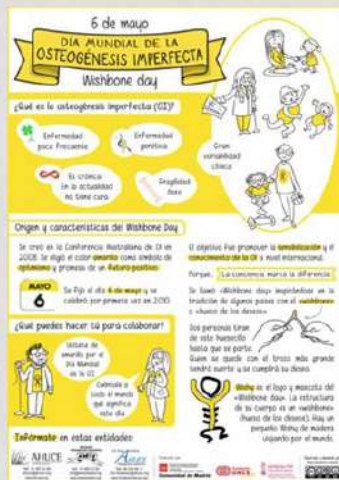 6 de mayo
DÍA MUNDIAL DE LA
OSTEOGÉNESIS IMPERFECTA
Wishbone day
¿Qué es la osteogénesis imperfecta (OI)?
Enfermedad
poco frecuente
Enfermedad
genética
Gran
variabilidad
clínica
Es crónica
En la actualidad
no tiene cura
Fragilidad
ósea
Origen y características del Wishbone Day
Se creó en la Conferencia Australiana de OI en
2008. Se eligió el color amarillo como símbolo de
optimismo y promesa de un futuro positivo.
MAYO
6
Se fijó el día 6 de mayo y se
celebró por primera vez en 2010.
El objetivo fue promover la sensibilización y el
conocimiento de la OI a nivel internacional.
Porque... ¡La conciencia marca la diferencia!
Se llamó «Wishbone day» inspirándose en la
tradición de algunos países con el «wishbone»
o «hueso de los deseos».
Dos personas tiran
de este huesecillo
hasta que se parte.
Quien se quede con el trozo más grande
tendrá suerte y se cumplirá su deseo.
¿Qué puedes hacer tú para colaborar?
Vístete de
amarillo por el
Día Mundial
de la OI
Cuéntale a
todo el mundo
qué significa
este día
Wishy es el logo y mascota del
«Wishbone day». La estructura
de su cuerpo es un «wishbone»
(hueso de los deseos). Hay un
pequeño Wishy de madera
viajando por el mundo.
Infórmate en estas entidades:
AHUCE
Comunidad de Madrid